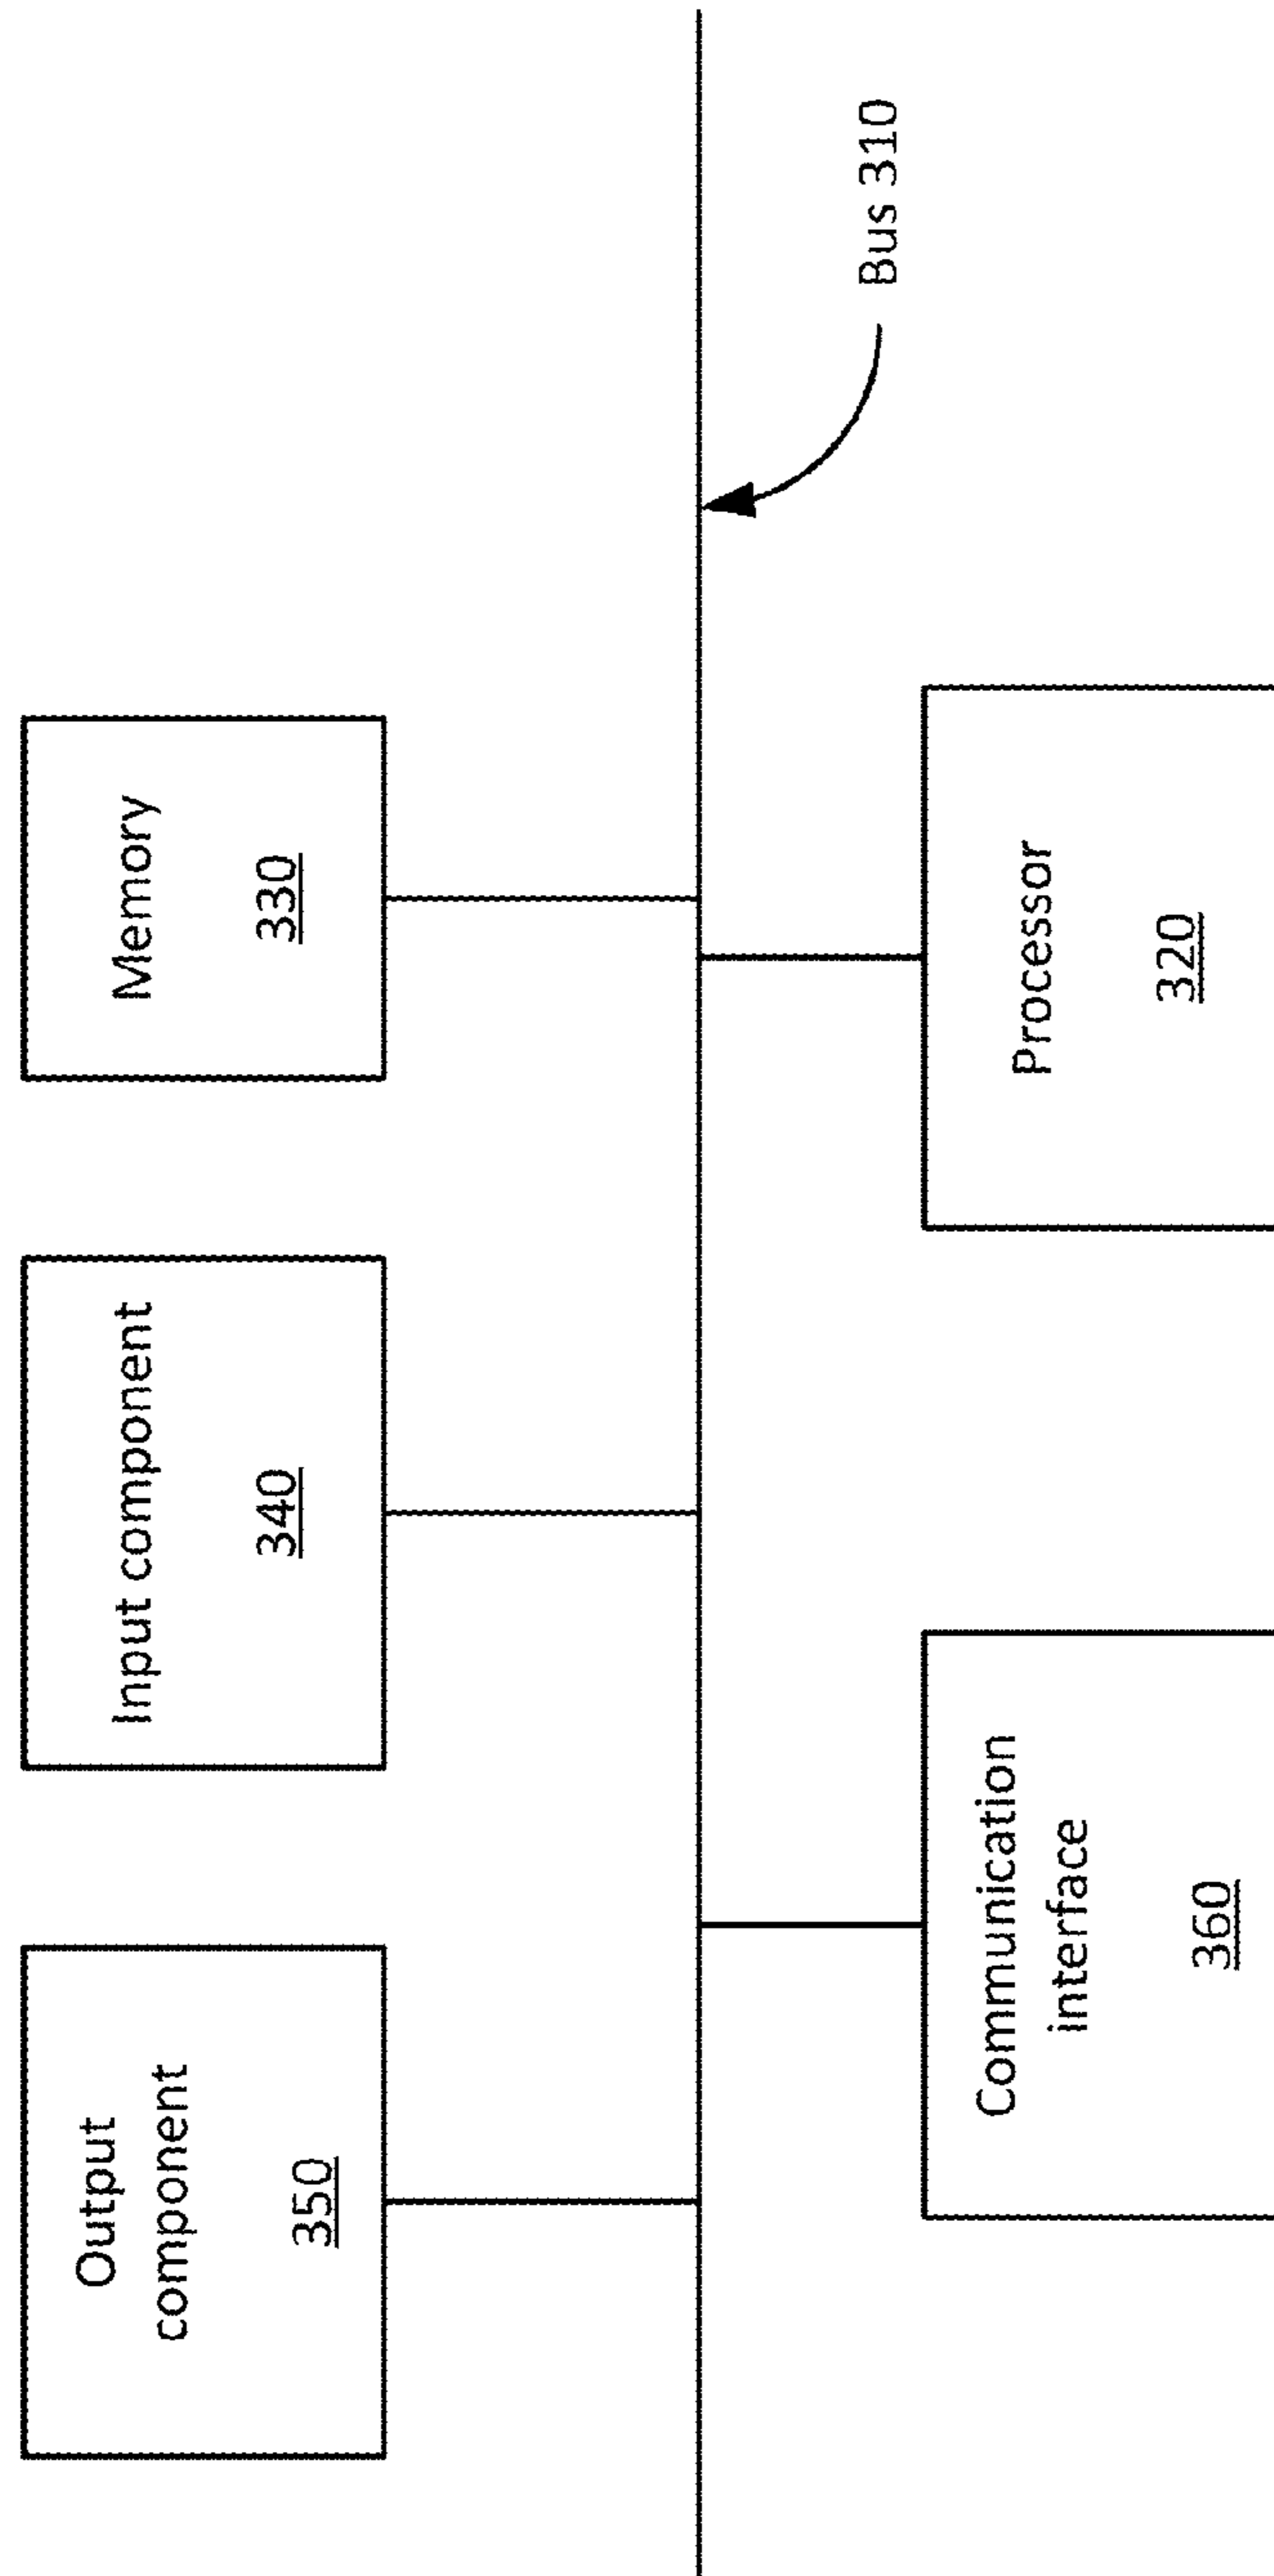 Output
component
350
Input component
340
Memory
330
Bus 310
Communication
interface
360
Processor
320